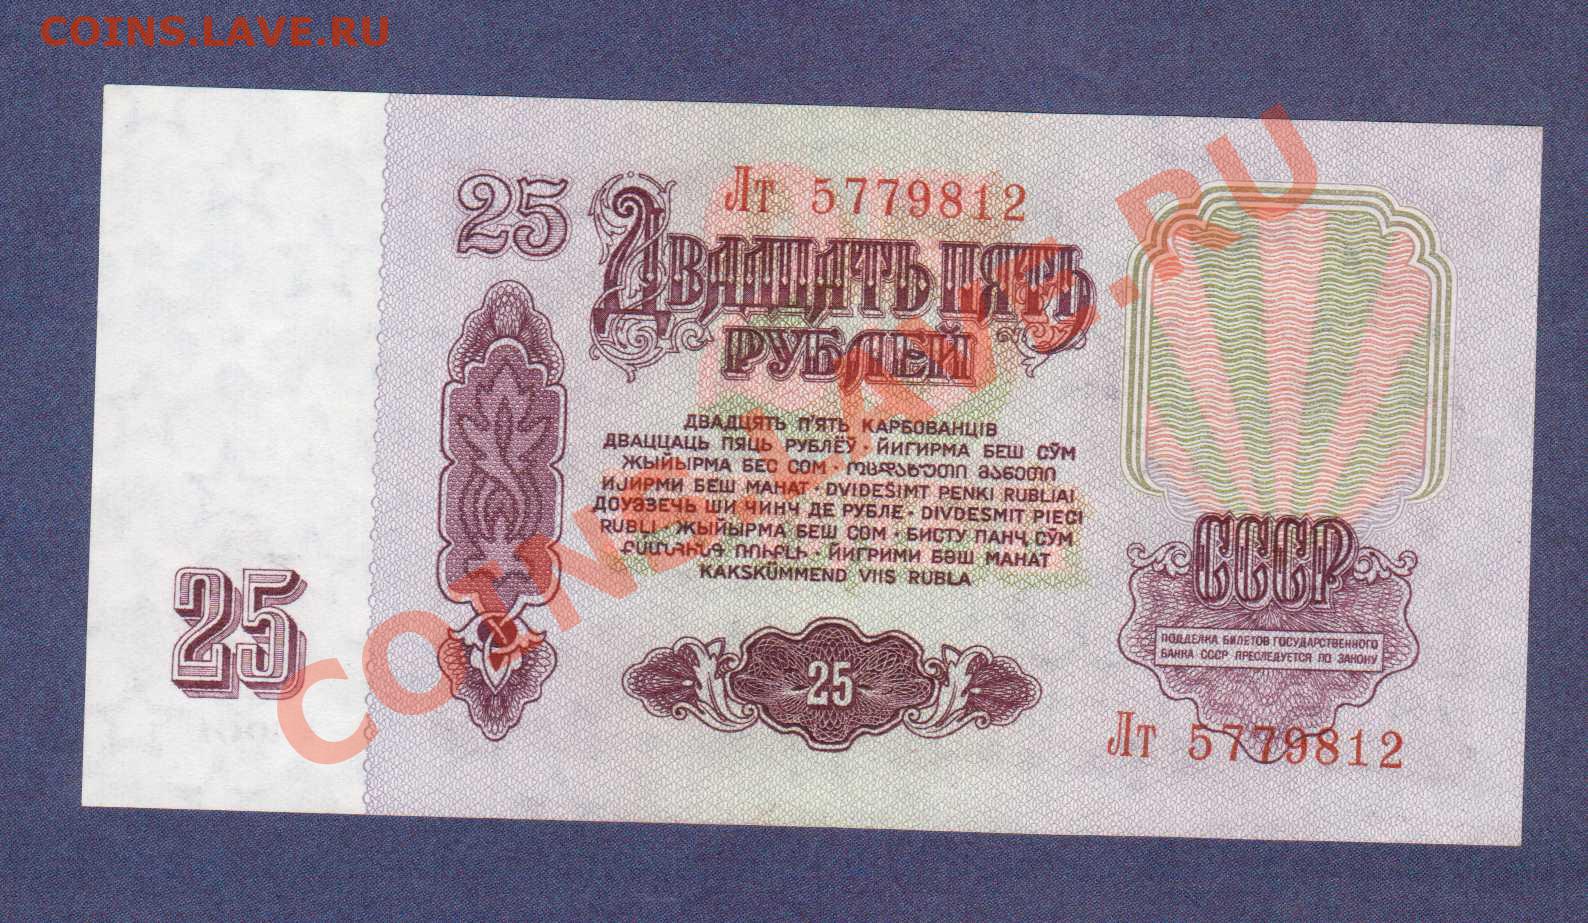 COINS.LAVE.RU
Лт 5779812
25
ДВАДЦАТЬ ПЯТЬ
РУБЛЕЙ
ДВАДЦЯТЬ П'ЯТЬ КАРБОВАНЦІВ
ДВАЦЦАЦЬ ПЯЦЬ РУБЛЁЎ · ЙИГИРМА БЕШ СЎМ
ЖЫЙЫРМА БЕС СОМ · ოცდახუთი მანეთი
ИЈИРМИ БЕШ МАНАТ · DVIDEŠIMT PENKI RUBLIAI
ДОУЭЗЕЧЬ ШИ ЧИНЧ ДЕ РУБЛЕ · DIVDESMIT PIECI
RUBĻI · ЖЫЙЫРМА БЕШ СОМ · БИСТУ ПАНҶ СЎМ
ՔՍԱՆՀԻՆԳ ՌՈՒԲԼԻ · ЙИГРИМИ БӘШ МАНАТ
KAKSKÜMMEND VIIS RUBLA
СССР
25
ПОДДЕЛКА БИЛЕТОВ ГОСУДАРСТВЕННОГО
БАНКА СССР ПРЕСЛЕДУЕТСЯ ПО ЗАКОНУ
25
Лт 5779812
COINS.LAVE.RU